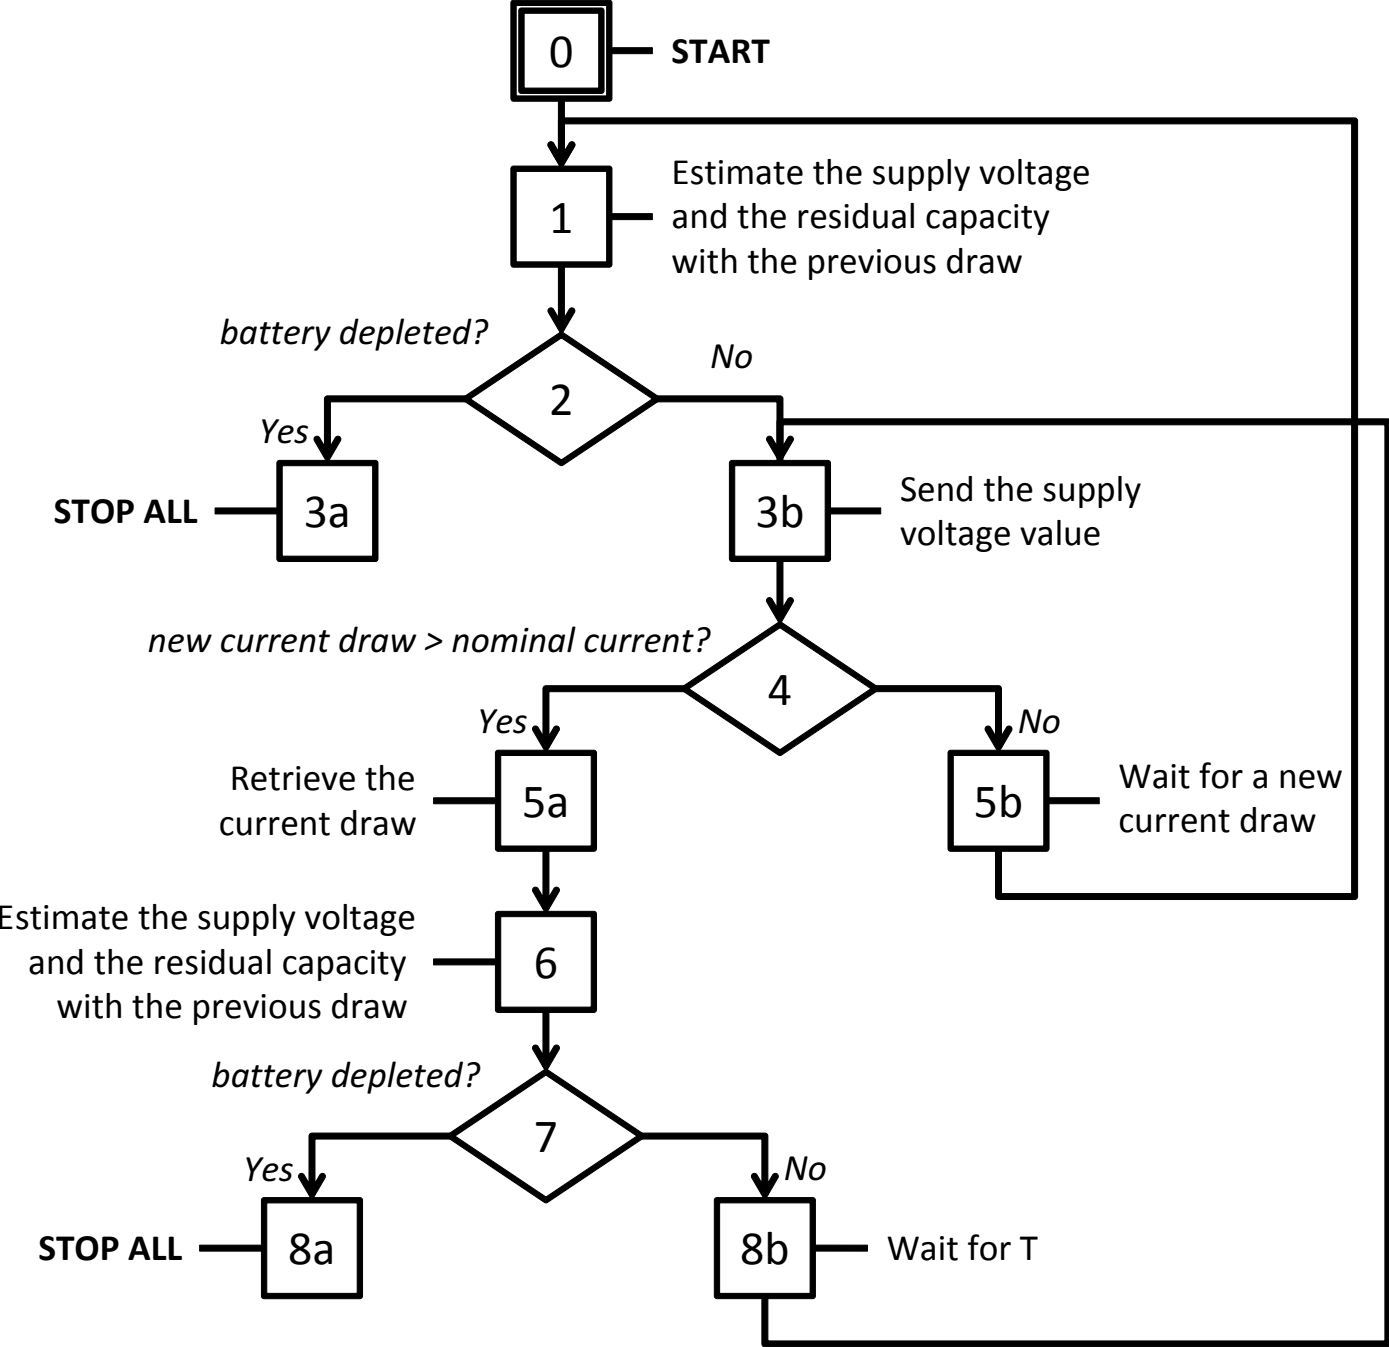 0
START
1
Estimate the supply voltage
and the residual capacity
with the previous draw
battery depleted?
No
2
Yes
STOP ALL
3a
3b
Send the supply
voltage value
new current draw > nominal current?
4
Yes
No
Retrieve the
current draw
5a
5b
Wait for a new
current draw
Estimate the supply voltage
and the residual capacity
with the previous draw
6
battery depleted?
7
Yes
No
STOP ALL
8a
8b
Wait for T